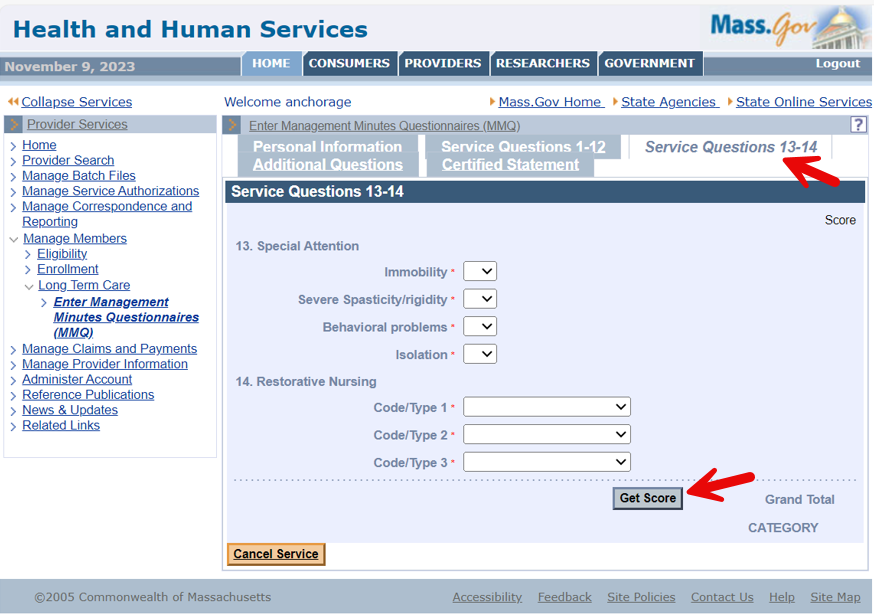 Health and Human Services
Mass.Gov
November 9, 2023
HOME CONSUMERS PROVIDERS RESEARCHERS GOVERNMENT
Logout
Collapse Services
Welcome anchorage
Mass.Gov Home State Agencies State Online Services
Provider Services
Home
Provider Search
Manage Batch Files
Manage Service Authorizations
Manage Correspondence and
Reporting
Manage Members
Eligibility
Enrollment
Long Term Care
Enter Management
Minutes Questionnaires
(MMQ)
Manage Claims and Payments
Manage Provider Information
Administer Account
Reference Publications
News & Updates
Related Links
Enter Management Minutes Questionnaires (MMQ)
?
Personal Information Service Questions 1-12 Service Questions 13-14
Additional Questions Certified Statement
Service Questions 13-14
Score
13. Special Attention
Immobility *
Severe Spasticity/rigidity *
Behavioral problems *
Isolation *
14. Restorative Nursing
Code/Type 1 *
Code/Type 2 *
Code/Type 3 *
Get Score Grand Total
CATEGORY
Cancel Service
©2005 Commonwealth of Massachusetts
Accessibility Feedback Site Policies Contact Us Help Site Map